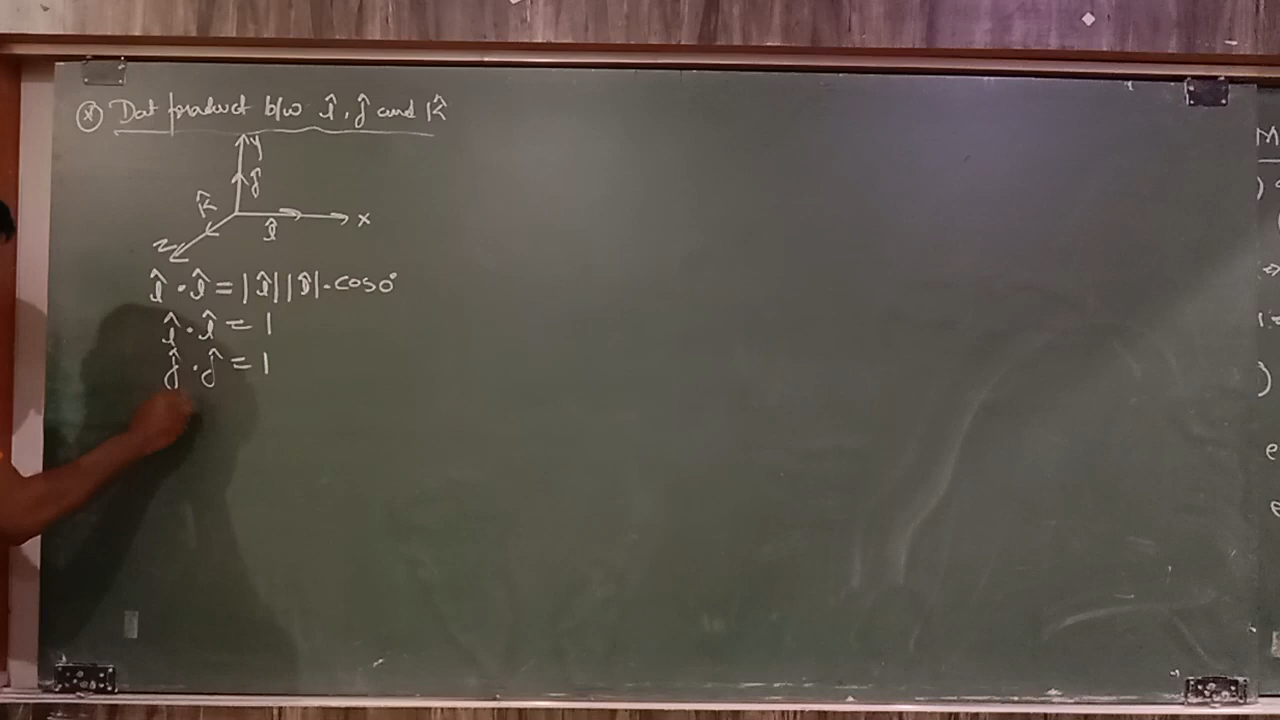 (*) Dot product b/w î, ĵ and k̂
y
ĵ
k̂
x
î
z
î · î = |î| |î| · cos0°
î · î = 1
ĵ · ĵ = 1